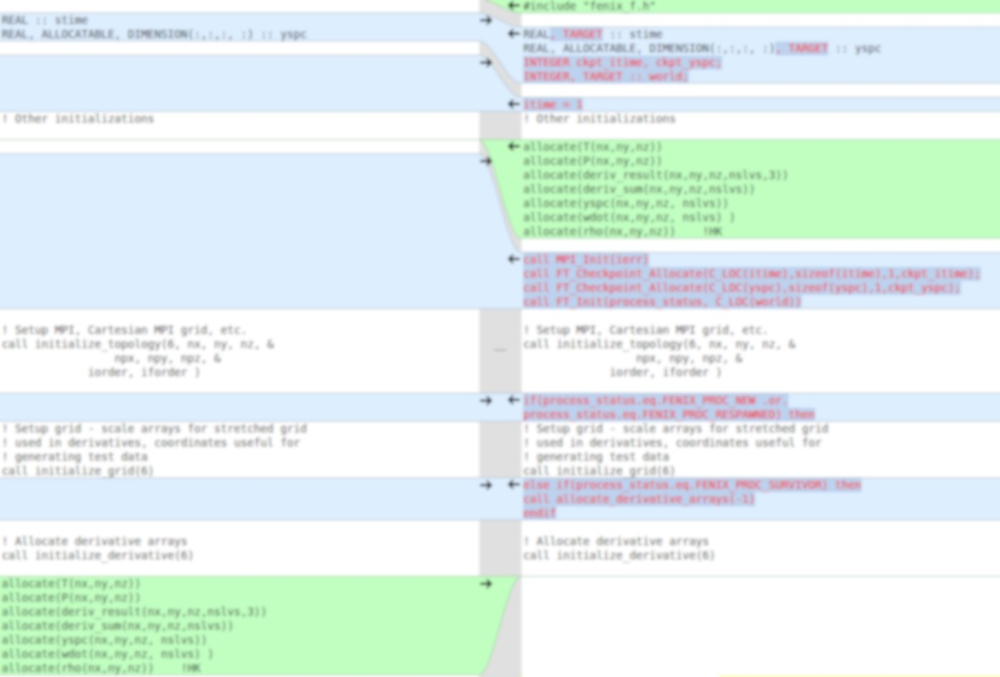 REAL :: stime
REAL, ALLOCATABLE, DIMENSION(:,:,:, :) :: yspc
! Other initializations
! Setup MPI, Cartesian MPI grid, etc.
call initialize_topology(6, nx, ny, nz, &
npx, npy, npz, &
iorder, iforder )
! Setup grid - scale arrays for stretched grid
! used in derivatives, coordinates useful for
! generating test data
call initialize_grid(6)
! Allocate derivative arrays
call initialize_derivative(6)
allocate(T(nx,ny,nz))
allocate(P(nx,ny,nz))
allocate(deriv_result(nx,ny,nz,nslvs,3))
allocate(deriv_sum(nx,ny,nz,nslvs))
allocate(yspc(nx,ny,nz, nslvs))
allocate(wdot(nx,ny,nz, nslvs) )
allocate(rho(nx,ny,nz)) !HK
#include "fenix_f.h"
REAL, TARGET :: stime
REAL, ALLOCATABLE, DIMENSION(:,:,:, :), TARGET :: yspc
INTEGER ckpt_itime, ckpt_yspc;
INTEGER, TARGET :: world;
itime = 1
! Other initializations
allocate(T(nx,ny,nz))
allocate(P(nx,ny,nz))
allocate(deriv_result(nx,ny,nz,nslvs,3))
allocate(deriv_sum(nx,ny,nz,nslvs))
allocate(yspc(nx,ny,nz, nslvs))
allocate(wdot(nx,ny,nz, nslvs) )
allocate(rho(nx,ny,nz)) !HK
call MPI_Init(ierr)
call FT_Checkpoint_Allocate(C_LOC(itime),sizeof(itime),1,ckpt_itime);
call FT_Checkpoint_Allocate(C_LOC(yspc),sizeof(yspc),1,ckpt_yspc);
call FT_Init(process_status, C_LOC(world))
! Setup MPI, Cartesian MPI grid, etc.
call initialize_topology(6, nx, ny, nz, &
npx, npy, npz, &
iorder, iforder )
if(process_status.eq.FENIX_PROC_NEW .or.
process_status.eq.FENIX_PROC_RESPAWNED) then
! Setup grid - scale arrays for stretched grid
! used in derivatives, coordinates useful for
! generating test data
call initialize_grid(6)
else if(process_status.eq.FENIX_PROC_SURVIVOR) then
call allocate_derivative_arrays(-1)
endif
! Allocate derivative arrays
call initialize_derivative(6)